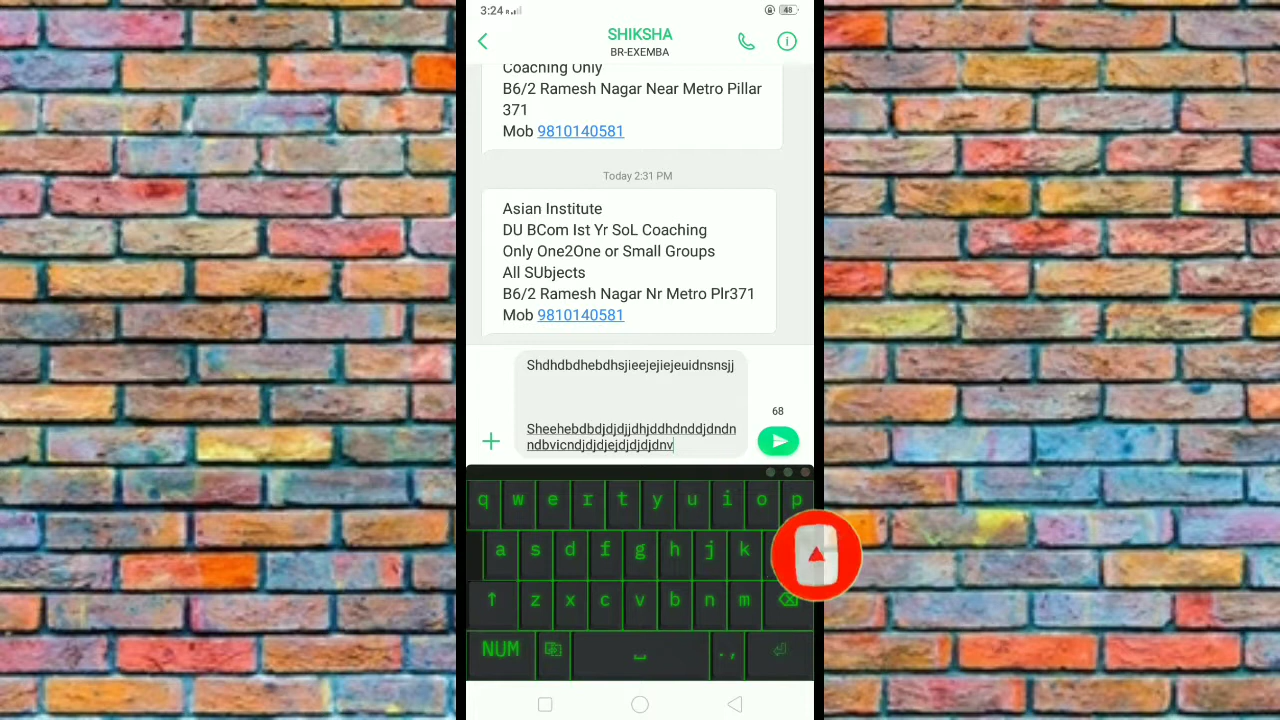 3:24
48
SHIKSHA
BR-EXEMBA
Coaching Only
B6/2 Ramesh Nagar Near Metro Pillar
371
Mob 9810140581
Today 2:31 PM
Asian Institute
DU BCom Ist Yr SoL Coaching
Only One2One or Small Groups
All SUbjects
B6/2 Ramesh Nagar Nr Metro Plr371
Mob 9810140581
Shdhdbdhebdhsjieejejiejeuidnsnsjj
68
Sheehebdbdjdjdjjdhjddhdnddjdndn
ndbvicndjdjdjejdjdjdjdnv
q w e r t y u i o p
a s d f g h j k
z x c v b n m
NUM . ,